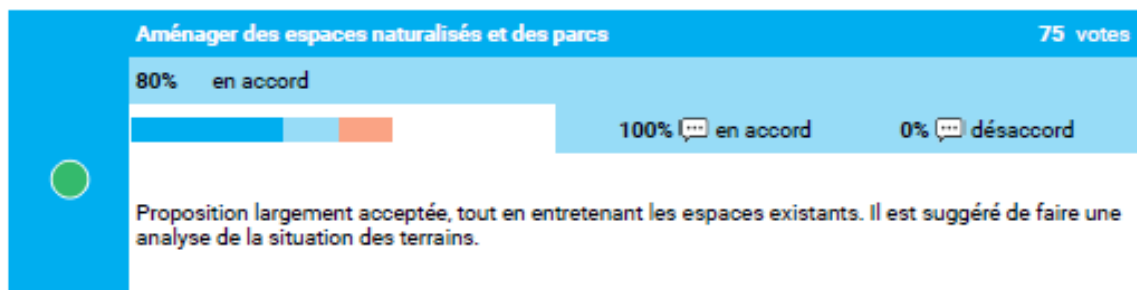 Aménager des espaces naturalisés et des parcs 75 votes
80% en accord
100% en accord 0% désaccord
Proposition largement acceptée, tout en entretenant les espaces existants. Il est suggéré de faire une
analyse de la situation des terrains.